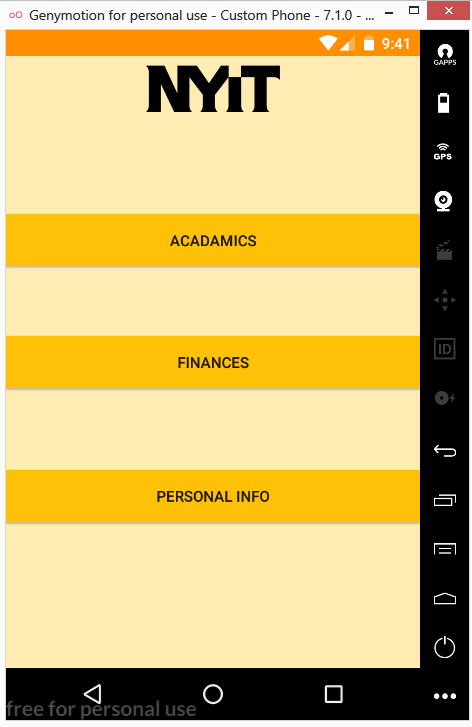 Genymotion for personal use - Custom Phone - 7.1.0 - ...
9:41
GAPPS
NYiT
GPS
ACADAMICS
FINANCES
ID
PERSONAL INFO
free for personal use